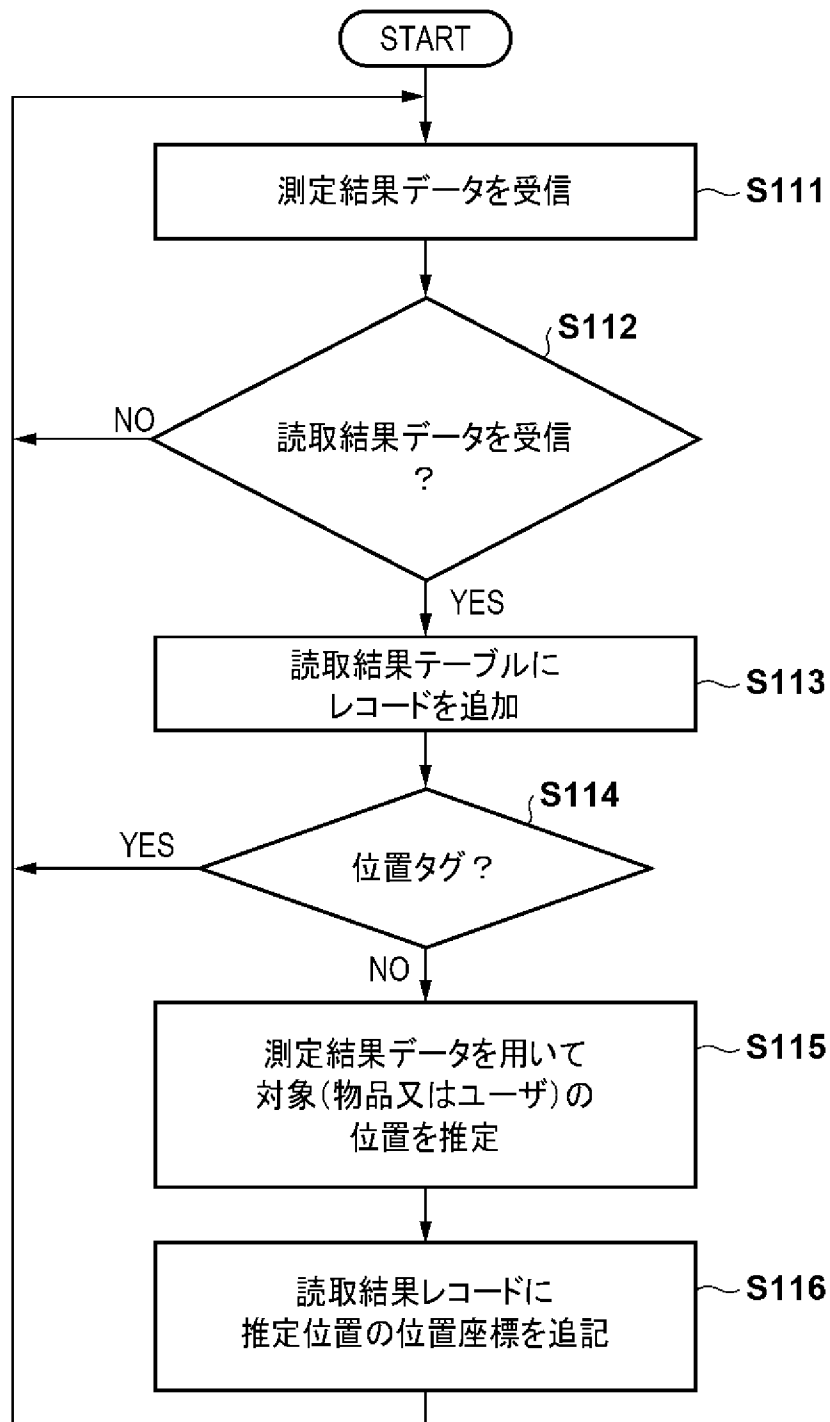 START
測定結果データを受信
S111
S112
NO
読取結果データを受信
?
YES
読取結果テーブルに
レコードを追加
S113
S114
YES
位置タグ?
NO
測定結果データを用いて
対象(物品又はユーザ)の
位置を推定
S115
読取結果レコードに
推定位置の位置座標を追記
S116